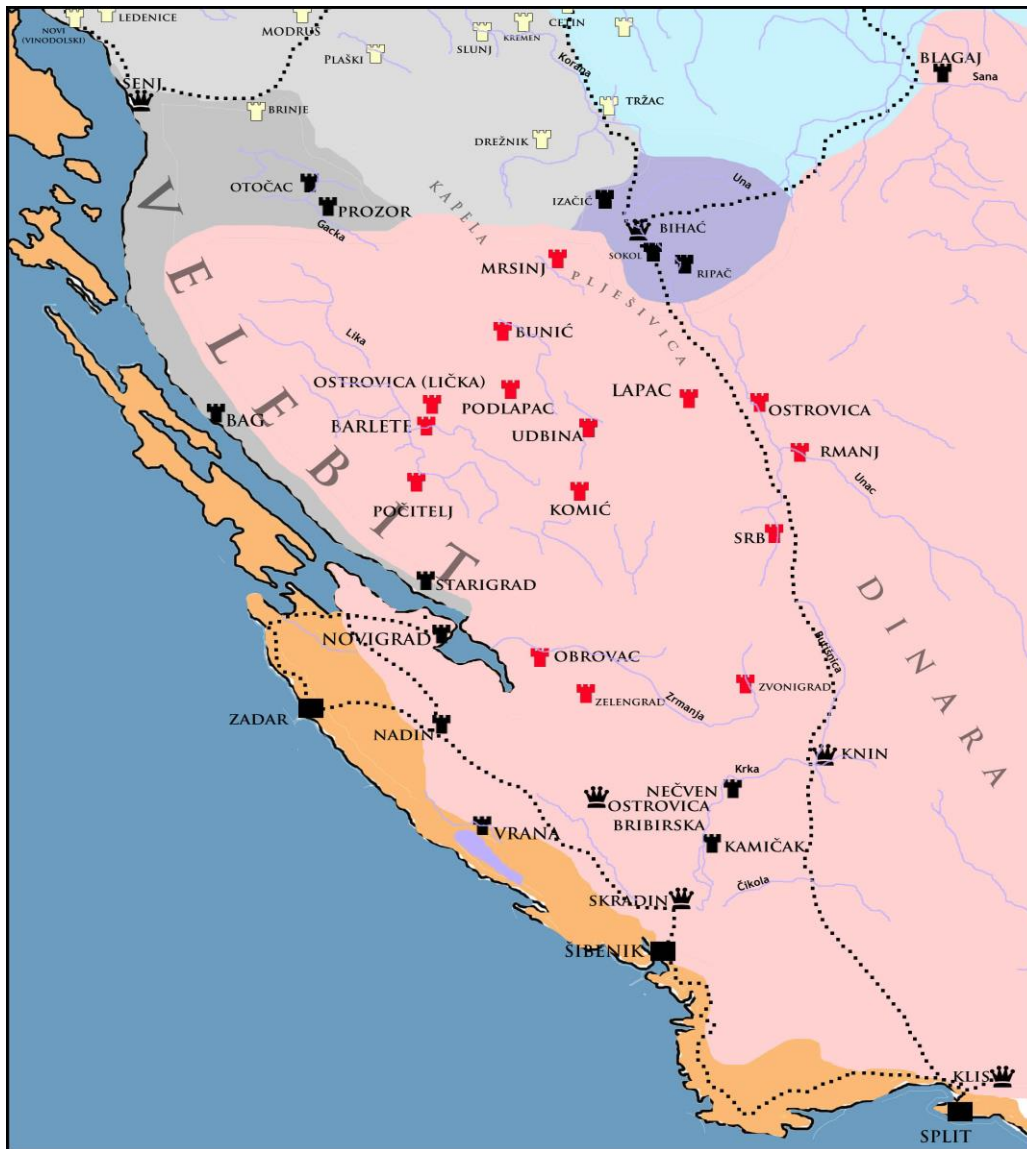 LEDENICE
NOVI
(VINODOLSKI)
MODRUŠ
SLUNJ
KREMEN
CETIN
PLAŠKI
Korana
BLAGAJ
Sana
SENJ
BRINJE
TRŽAC
DREŽNIK
OTOČAC
PROZOR
Gacka
KAPELA
IZAČIĆ
Una
BIHAĆ
SOKOL
RIPAČ
MRSINJ
PLJEŠIVICA
VELEBIT
Lika
BUNIĆ
OSTROVICA (LIČKA)
PODLAPAC
LAPAC
OSTROVICA
BAG
BARLETE
UDBINA
RMANJ
Unac
POČITELJ
KOMIĆ
SRB
STARIGRAD
DINARA
NOVIGRAD
OBROVAC
Butišnica
ZELENGRAD
Zrmanja
ZVONIGRAD
ZADAR
NADIN
KNIN
Krka
NEČVEN
OSTROVICA
BRIBIRSKA
VRANA
KAMIČAK
Čikola
SKRADIN
ŠIBENIK
KLIS
SPLIT